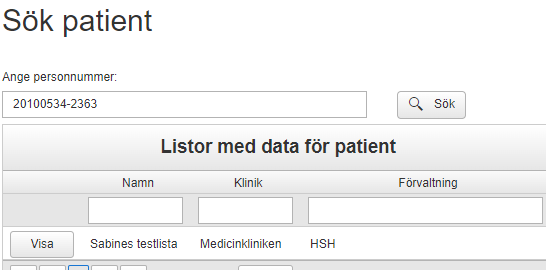 Sök patient
Ange personnummer:
20100534-2363 Sök
Listor med data för patient
Namn Klinik Förvaltning
Visa Sabines testlista Medicinkliniken HSH